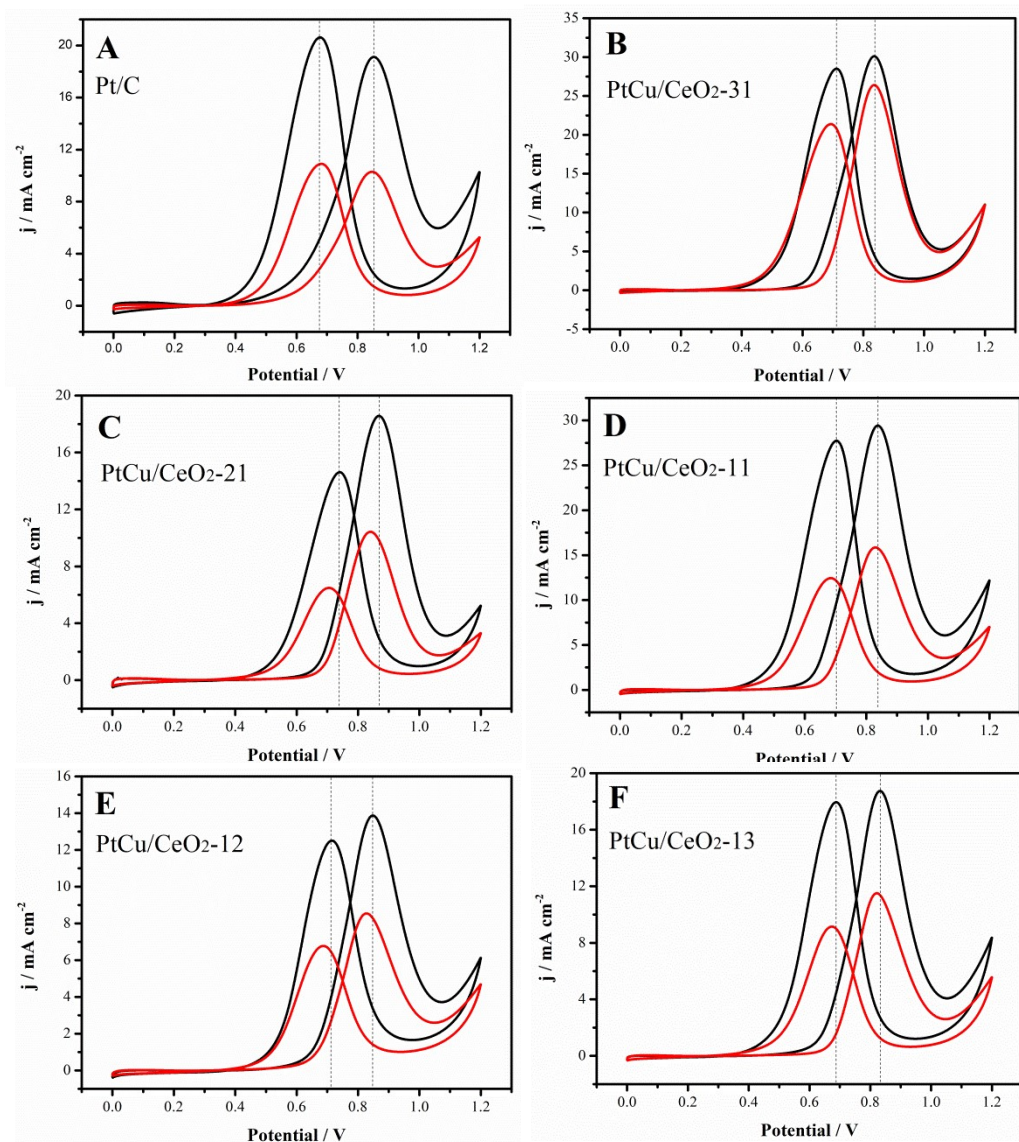 A
Pt/C
20
16
12
8
4
0
0.0 0.2 0.4 0.6 0.8 1.0 1.2
Potential / V
j / mA cm-2
B
PtCu/CeO2-31
35
30
25
20
15
10
5
0
-5
0.0 0.2 0.4 0.6 0.8 1.0 1.2
Potential / V
j / mA cm-2
C
PtCu/CeO2-21
20
16
12
8
4
0
0.0 0.2 0.4 0.6 0.8 1.0 1.2
Potential / V
j / mA cm-2
D
PtCu/CeO2-11
30
25
20
15
10
5
0
0.0 0.2 0.4 0.6 0.8 1.0 1.2
Potential / V
j / mA cm-2
E
PtCu/CeO2-12
16
14
12
10
8
6
4
2
0
0.0 0.2 0.4 0.6 0.8 1.0 1.2
Potential / V
j / mA cm-2
F
PtCu/CeO2-13
20
16
12
8
4
0
0.0 0.2 0.4 0.6 0.8 1.0 1.2
Potential / V
j / mA cm-2